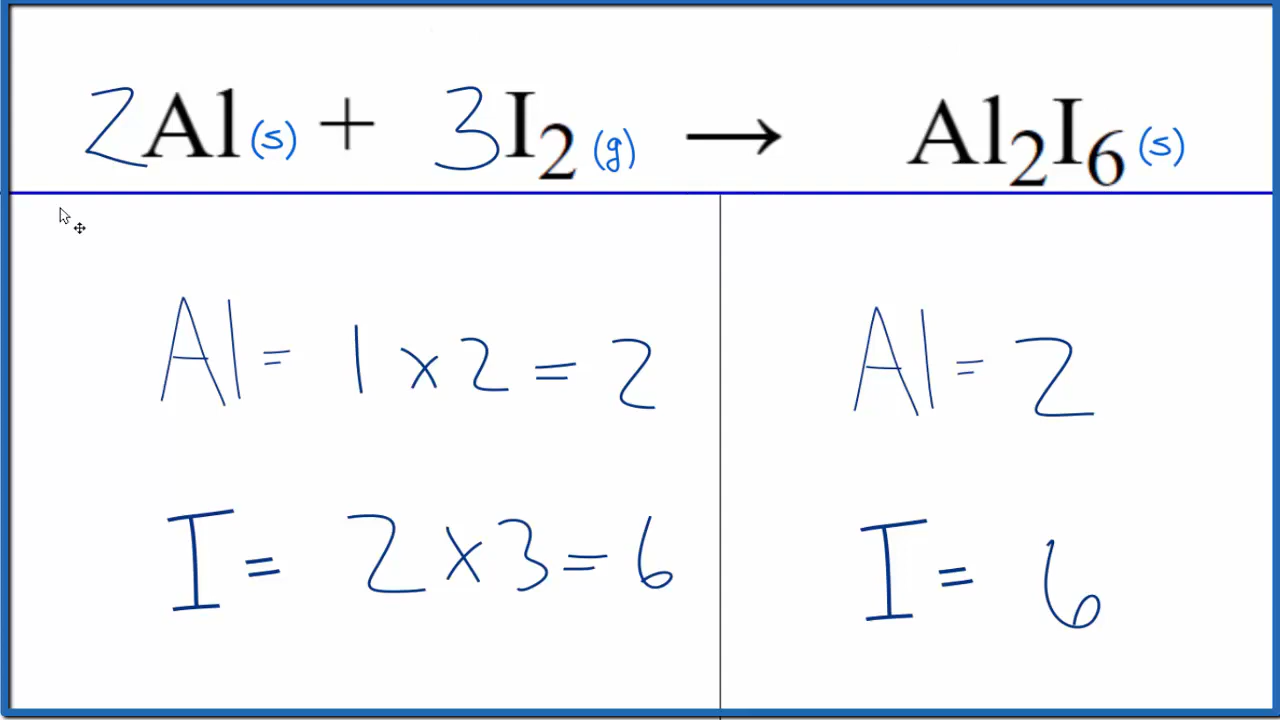 2Al(s) + 3I₂(g) → Al₂I₆(s)
Al = 1 x 2 = 2
I = 2 x 3 = 6
Al = 2
I = 6